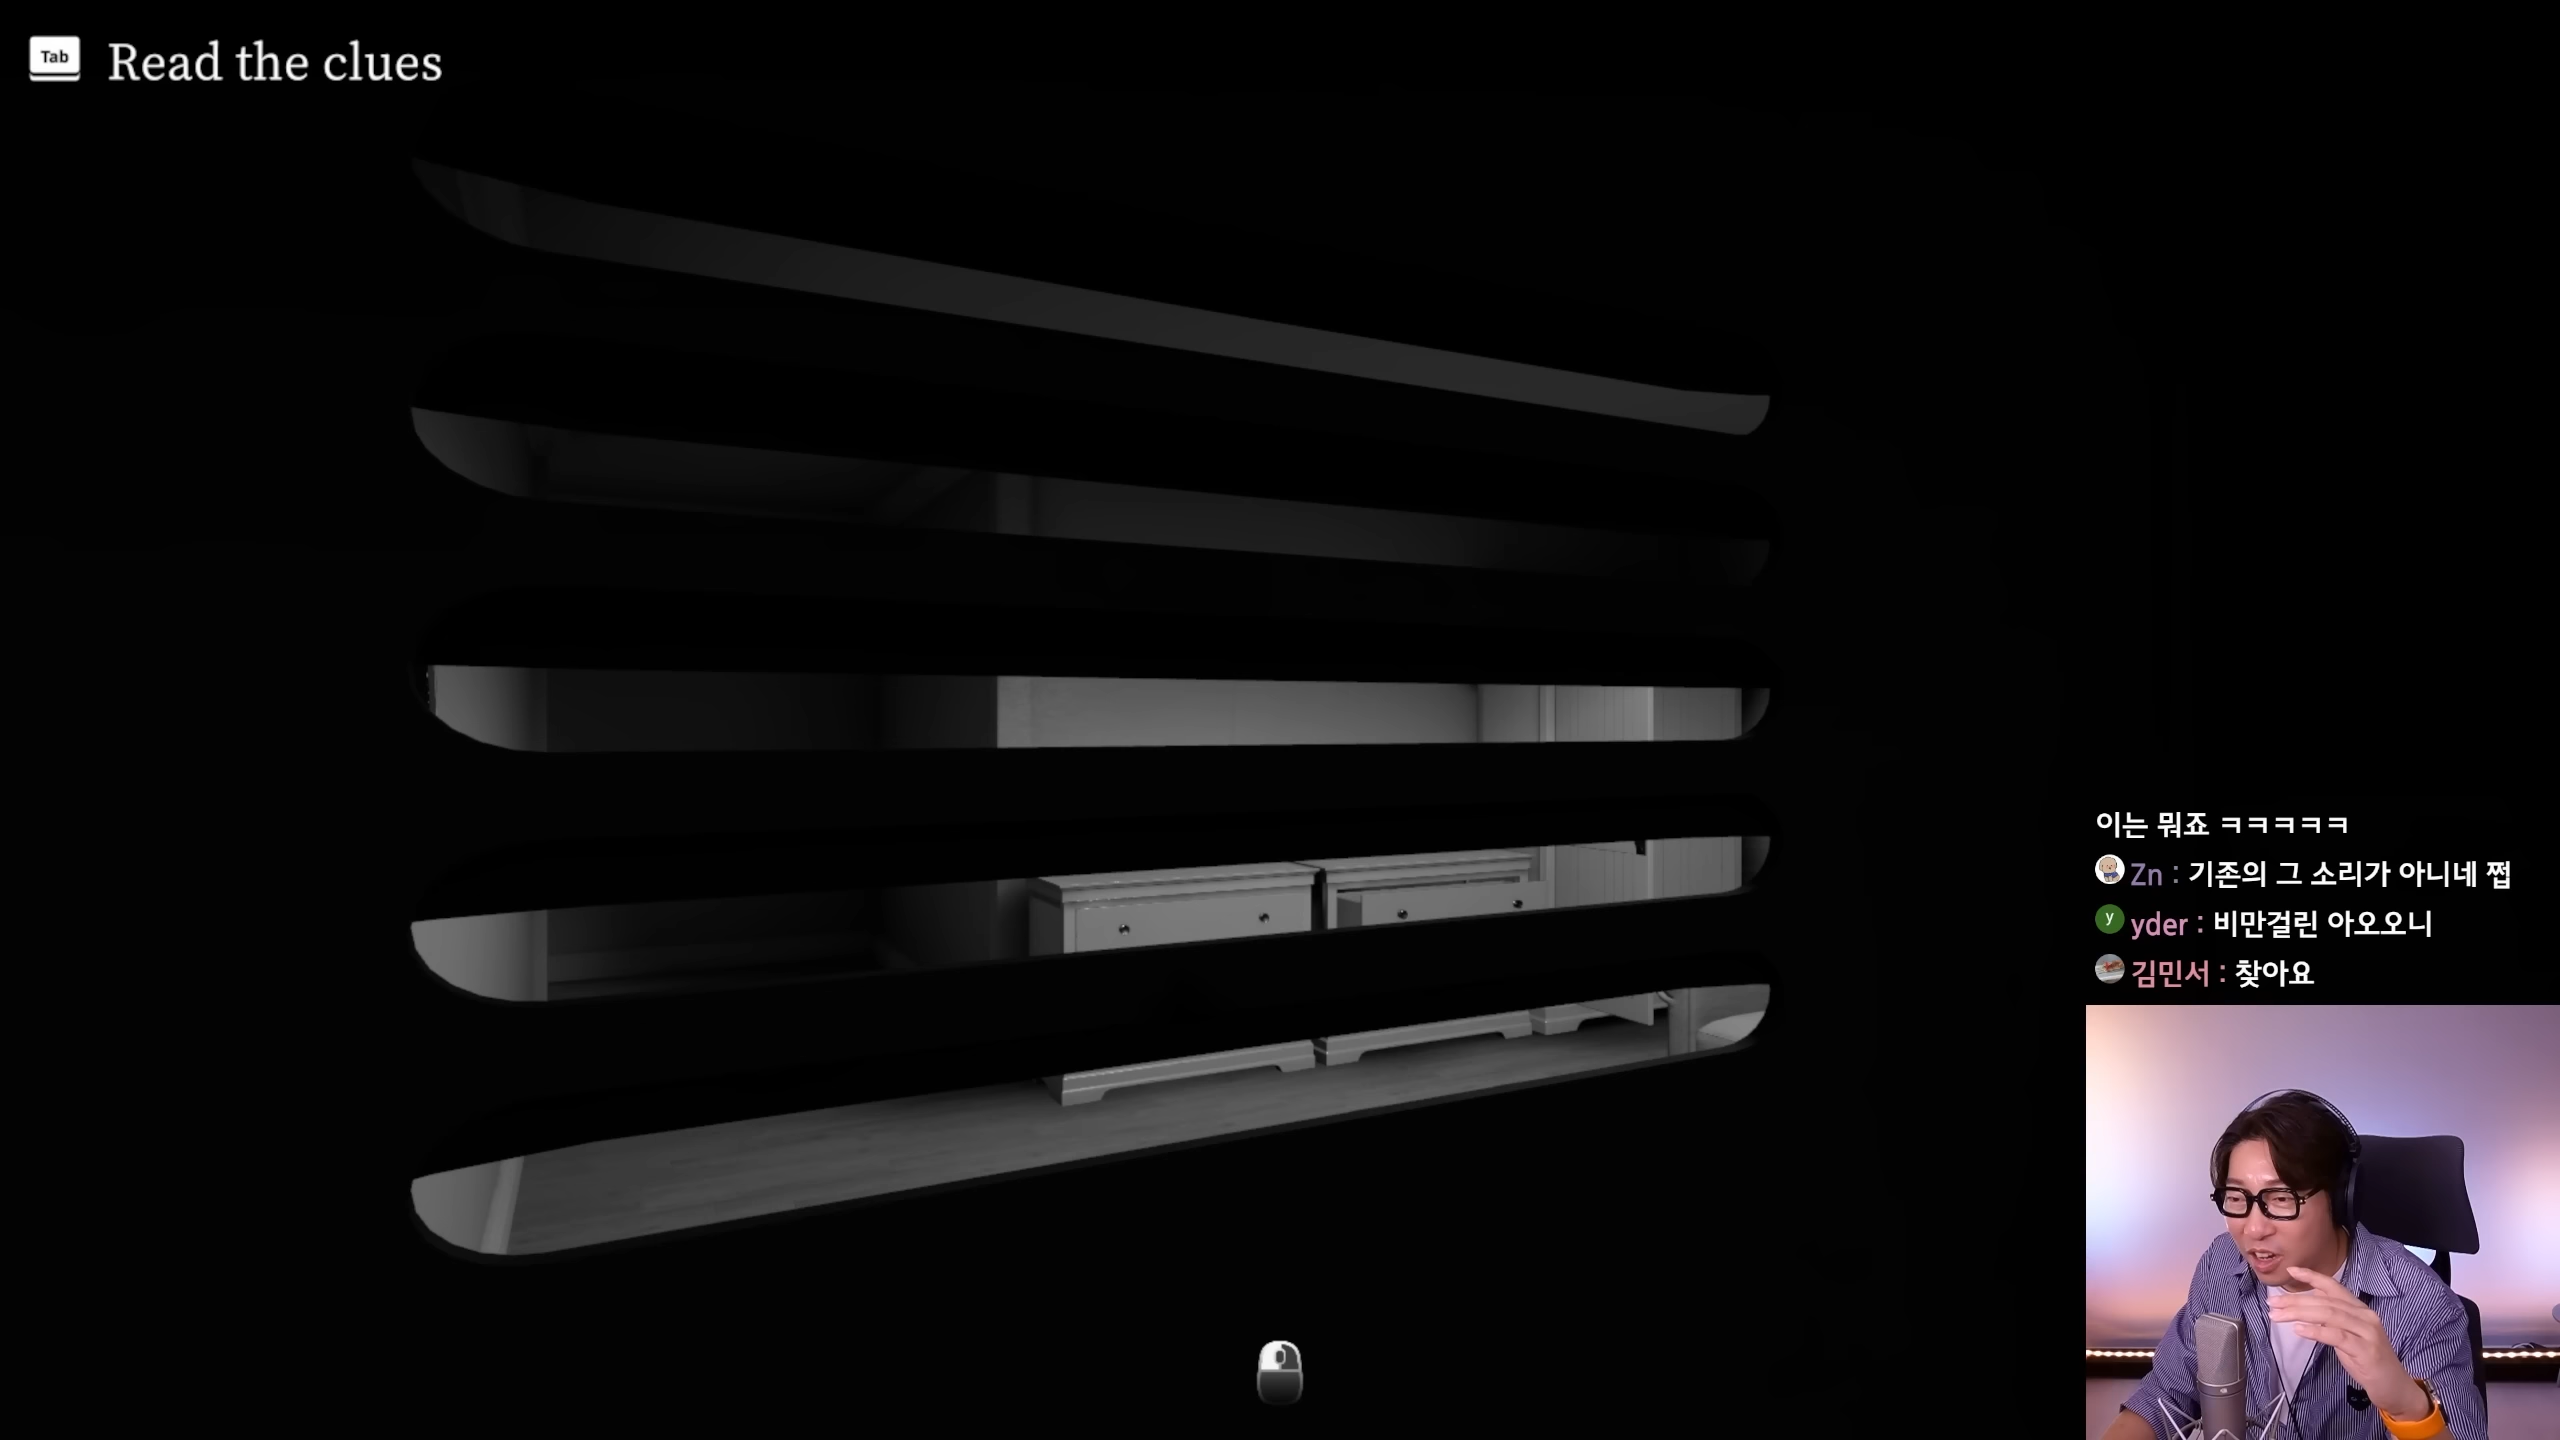 Tab Read the clues
이는 뭐죠 ㅋㅋㅋㅋㅋ
Zn : 기존의 그 소리가 아니네 쩝
y yder : 비만걸린 아오오니
김민서 : 찾아요